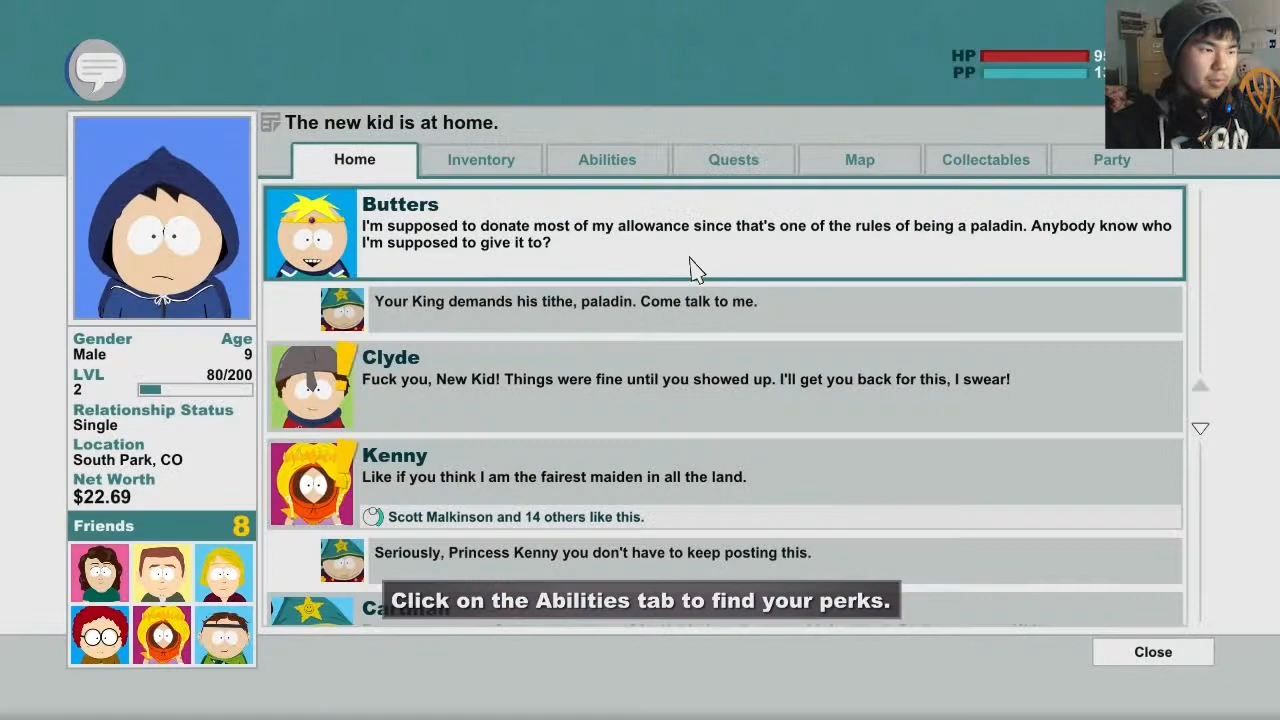 HP
PP
The new kid is at home.
Home
Inventory
Abilities
Quests
Map
Collectables
Party
Butters
I'm supposed to donate most of my allowance since that's one of the rules of being a paladin. Anybody know who
I'm supposed to give it to?
Your King demands his tithe, paladin. Come talk to me.
Clyde
Fuck you, New Kid! Things were fine until you showed up. I'll get you back for this, I swear!
Kenny
Like if you think I am the fairest maiden in all the land.
Scott Malkinson and 14 others like this.
Seriously, Princess Kenny you don't have to keep posting this.
Click on the Abilities tab to find your perks.
Gender Age
Male 9
LVL 80/200
2
Relationship Status
Single
Location
South Park, CO
Net Worth
$22.69
Friends 8
Close